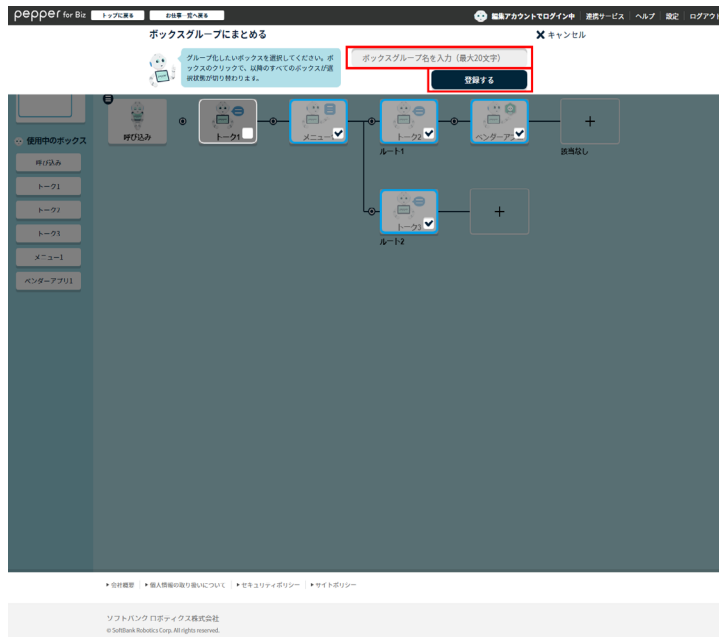 pepper for Biz
トップに戻る
お仕事一覧へ戻る
編集アカウントでログイン中
連携サービス
ヘルプ
設定
ログアウト
ボックスグループにまとめる
キャンセル
グループ化したいボックスを選択してください。ボ
ックスのクリックで、以降のすべてのボックスが選
択状態が切り替わります。
ボックスグループ名を入力（最大20文字）
登録する
使用中のボックス
呼び込み
トーク1
トーク2
トーク3
メニュー1
ベンダーアプリ1
呼び込み
トーク1
メニュー1
トーク2
ベンダーア
ルート1
該当なし
トーク3
ルート2
会社概要
個人情報の取り扱いについて
セキュリティポリシー
サイトポリシー
ソフトバンク ロボティクス株式会社
© SoftBank Robotics Corp. All rights reserved.